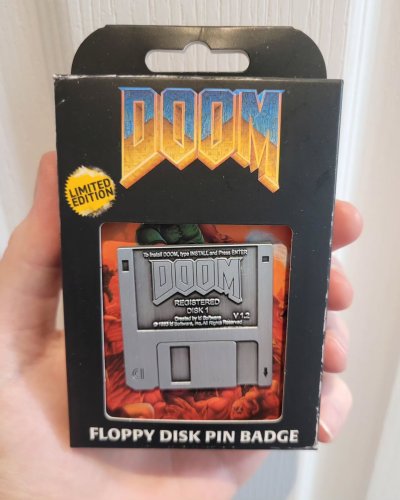 DOOM
LIMITED
EDITION
To Install DOOM, type INSTALL and Press ENTER
DOOM
REGISTERED
DISK 1
V 1.2
Created by id Software
© 1993 id Software, Inc. All Rights Reserved
FLOPPY DISK PIN BADGE